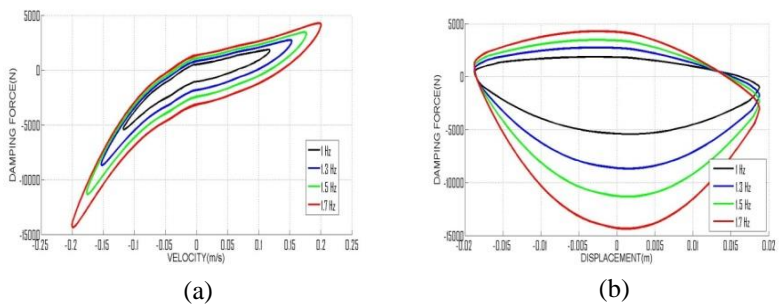 5000
0
-5000
-10000
-15000
-0.25 -0.2 -0.15 -0.1 -0.05 0 0.05 0.1 0.15 0.2 0.25
DAMPING FORCE(N)
VELOCITY(m/s)
1 Hz
1.3 Hz
1.5 Hz
1.7 Hz
(a)
5000
0
-5000
-10000
-15000
-0.02 -0.015 -0.01 -0.005 0 0.005 0.01 0.015 0.02
DAMPING FORCE(N)
DISPLACEMENT(m)
1 Hz
1.3 Hz
1.5 Hz
1.7 Hz
(b)